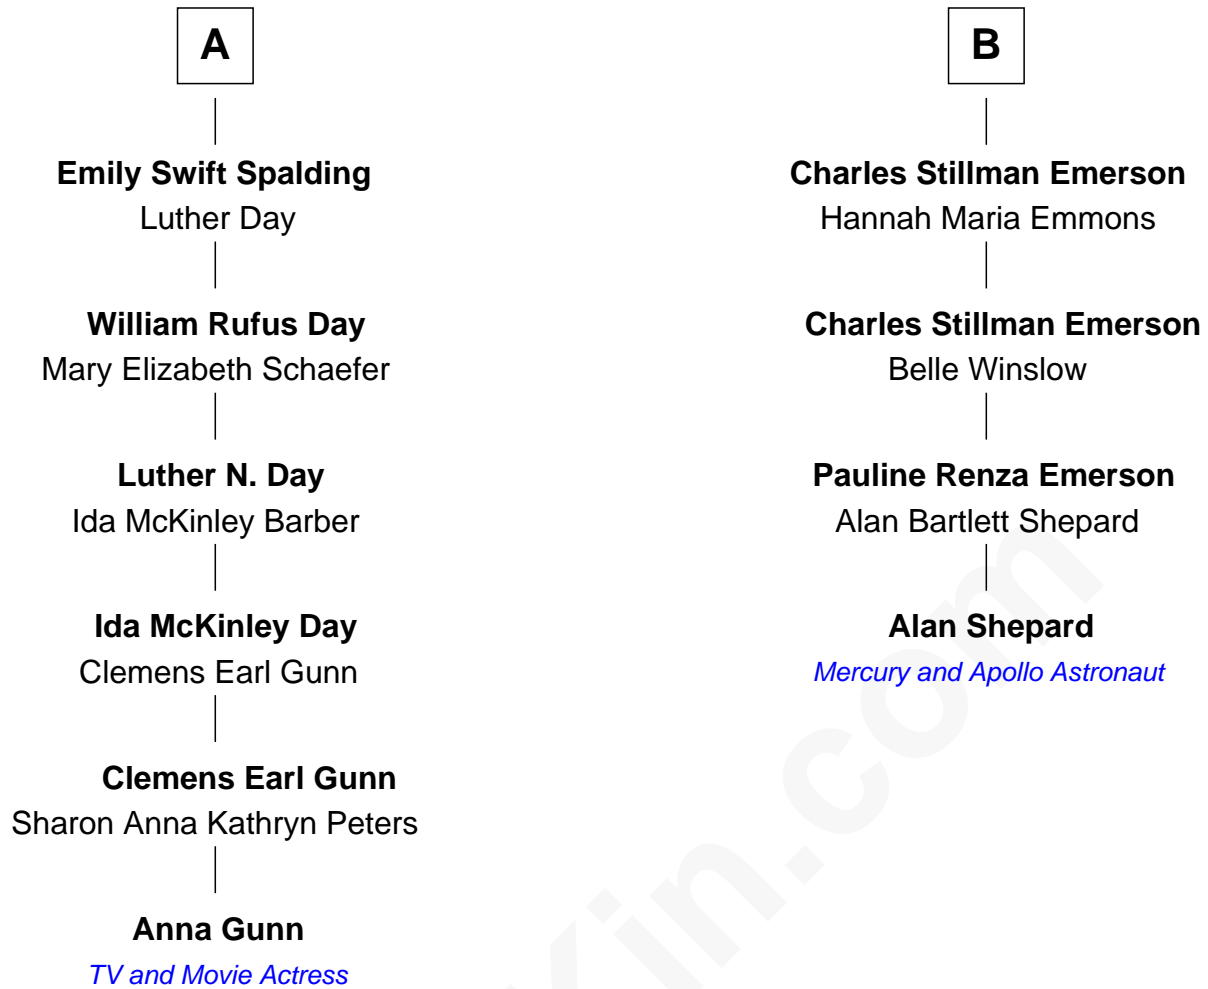 A
Emily Swift Spalding
Luther Day
William Rufus Day
Mary Elizabeth Schaefer
Luther N. Day
Ida McKinley Barber
Ida McKinley Day
Clemens Earl Gunn
Clemens Earl Gunn
Sharon Anna Kathryn Peters
Anna Gunn
TV and Movie Actress
B
Charles Stillman Emerson
Hannah Maria Emmons
Charles Stillman Emerson
Belle Winslow
Pauline Renza Emerson
Alan Bartlett Shepard
Alan Shepard
Mercury and Apollo Astronaut
Kin.com